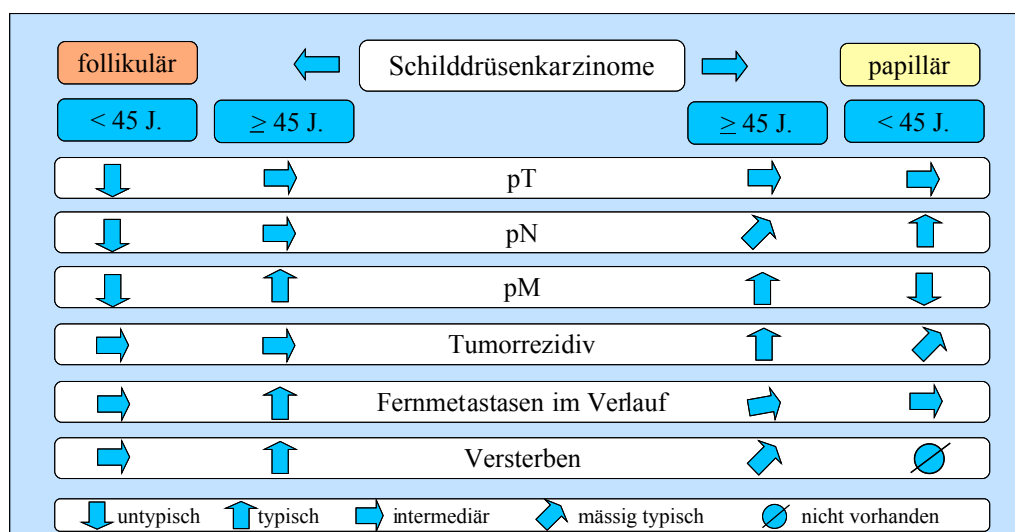 follikulär Schilddrüsenkarzinome papillär
< 45 J. ≥ 45 J. ≥ 45 J. < 45 J.
pT
pN
pM
Tumorrezidiv
Fernmetastasen im Verlauf
Versterben
untypisch typisch intermediär mässig typisch nicht vorhanden